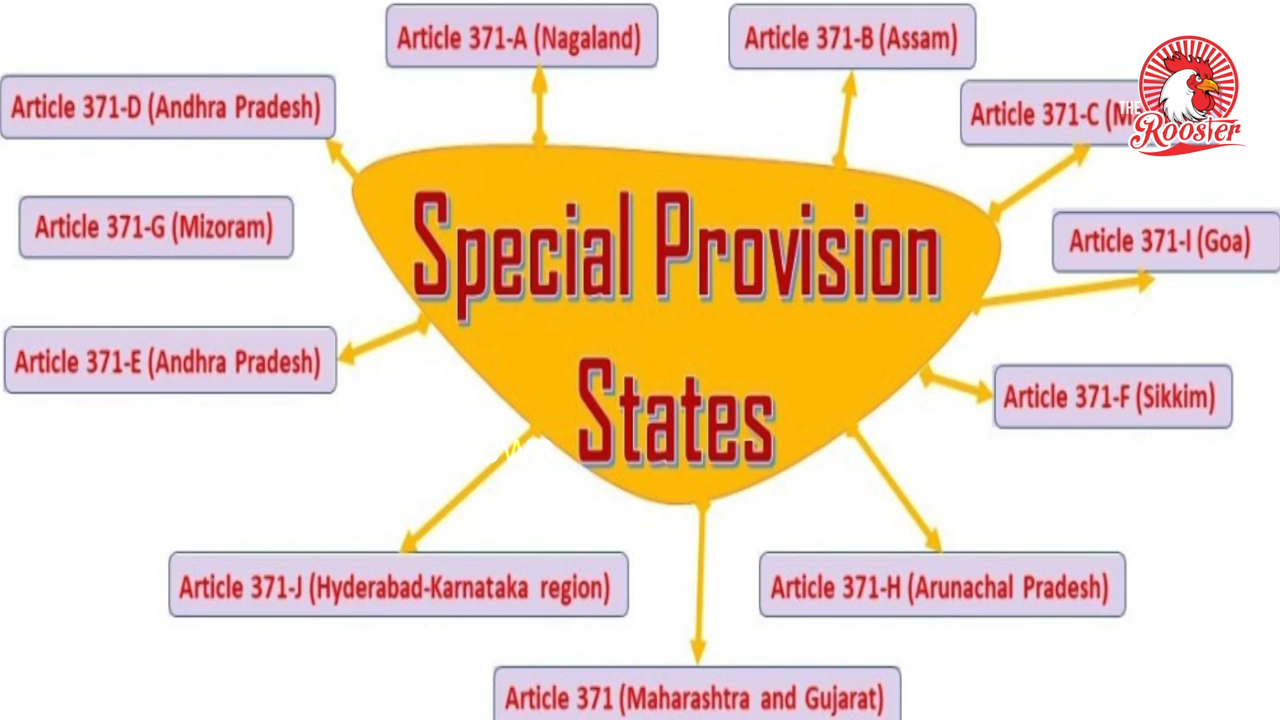 Article 371-A (Nagaland)
Article 371-B (Assam)
Article 371-D (Andhra Pradesh)
Article 371-C (M
THE
Rooster
Article 371-G (Mizoram)
Article 371-I (Goa)
Special Provision
States
Article 371-E (Andhra Pradesh)
Article 371-F (Sikkim)
Article 371-J (Hyderabad-Karnataka region)
Article 371-H (Arunachal Pradesh)
Article 371 (Maharashtra and Gujarat)